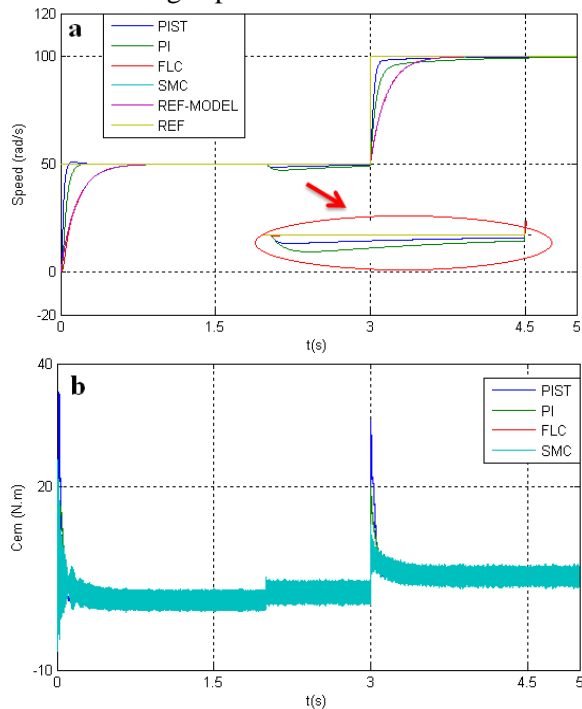 a
PIST
PI
FLC
SMC
REF-MODEL
REF
120
100
50
0
-20
Speed (rad/s)
0
1.5
3
4.5
5
t(s)
b
PIST
PI
FLC
SMC
40
20
-10
Cem (N.m)
0
1.5
3
4.5
5
t(s)